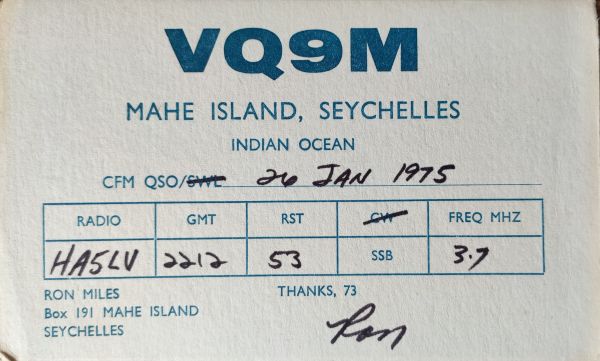 VQ9M
MAHE ISLAND, SEYCHELLES
INDIAN OCEAN
CFM QSO/SWL 26 JAN 1975
RADIO GMT RST CW FREQ MHZ
HA5LV 2212 53 SSB 3.7
RON MILES THANKS, 73
Box 191 MAHE ISLAND
SEYCHELLES
Ron